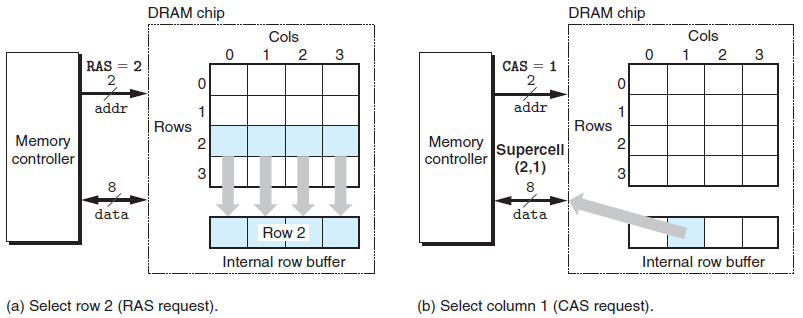 DRAM chip
Cols
0 1 2 3
RAS = 2
2
addr
0
1
Rows
2
3
Memory
controller
8
data
Row 2
Internal row buffer
(a) Select row 2 (RAS request).
DRAM chip
Cols
0 1 2 3
CAS = 1
2
addr
0
1
Rows
2
3
Memory
controller
Supercell
(2,1)
8
data
Internal row buffer
(b) Select column 1 (CAS request).